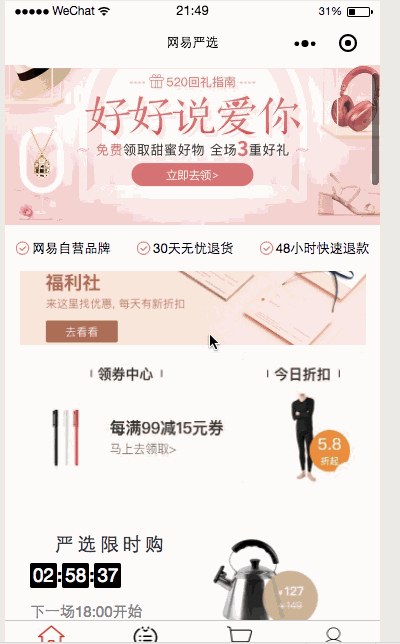 WeChat 21:49 31%
网易严选
520回礼指南
好好说爱你
免费领取甜蜜好物 全场3重好礼
立即去领>
网易自营品牌 30天无忧退货 48小时快速退款
福利社
来这里找优惠, 每天有新折扣
去看看
领券中心 今日折扣
每满99减15元券
马上去领取>
5.8
折起
严选限时购
02:58:37
¥127
¥149
下一场18:00开始